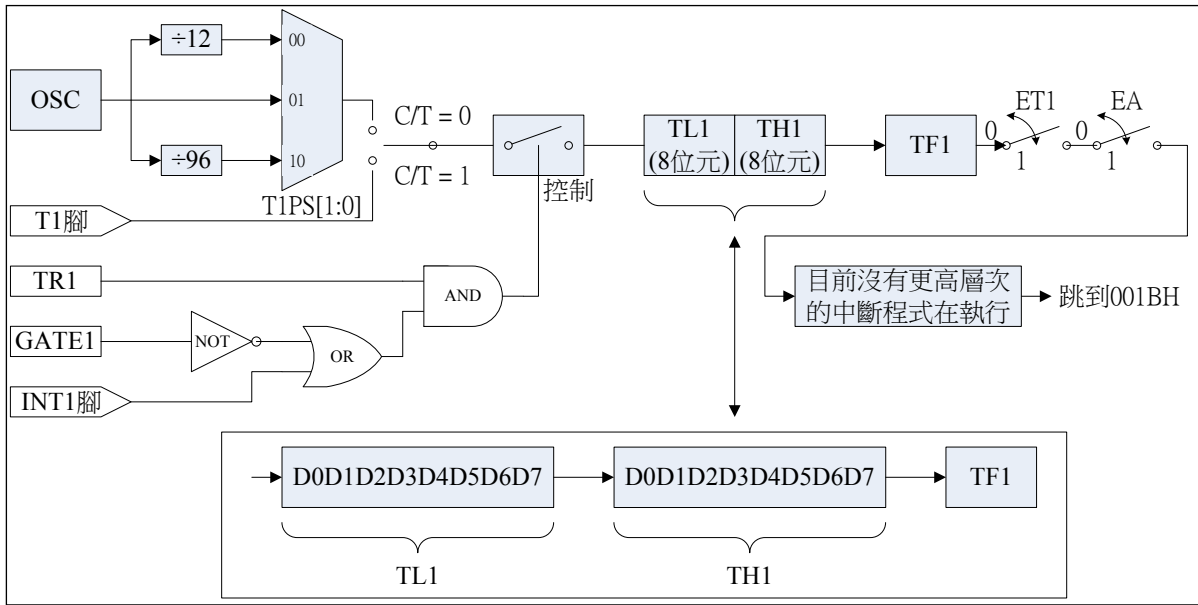 ÷12
00
OSC
01
÷96
10
T1PS[1:0]
C/T = 0
C/T = 1
控制
TL1
(8位元)
TH1
(8位元)
TF1
ET1
0
1
EA
0
1
T1腳
TR1
GATE1
INT1腳
NOT
OR
AND
目前沒有更高層次
的中斷程式在執行
跳到001BH
D0D1D2D3D4D5D6D7
D0D1D2D3D4D5D6D7
TF1
TL1
TH1